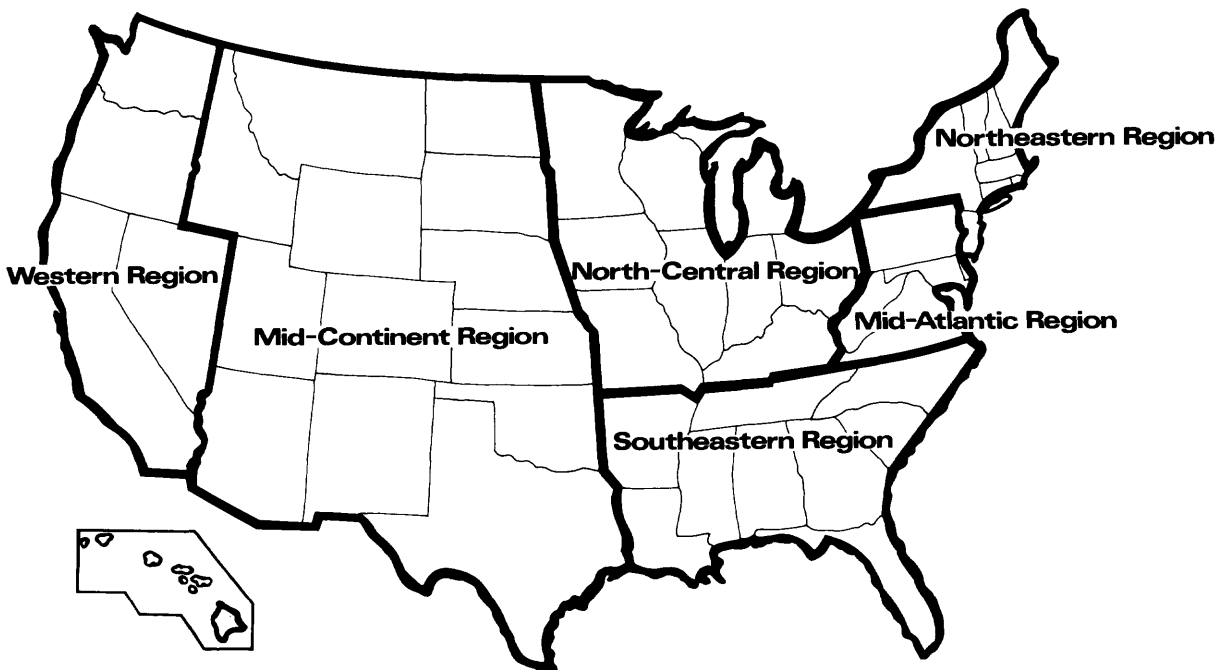 Northeastern Region
Western Region
North-Central Region
Mid-Continent Region
Mid-Atlantic Region
Southeastern Region